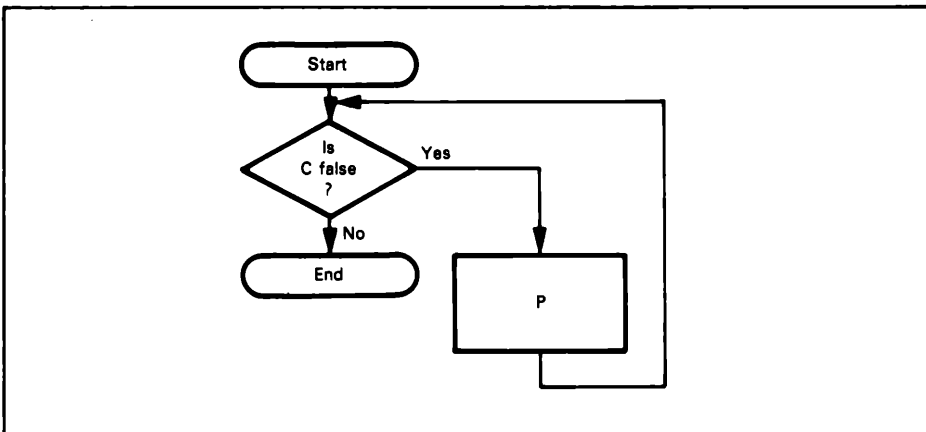 Start
Is
C false
?
Yes
No
End
P